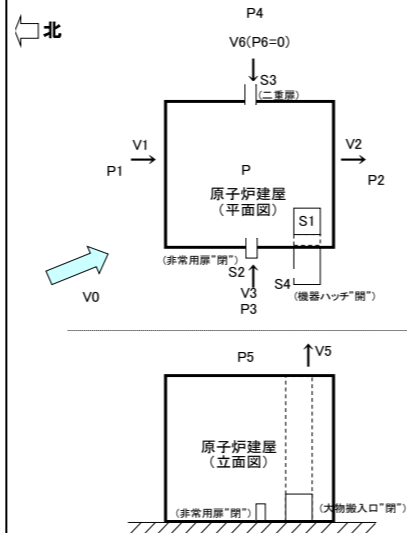 P4
北
V6(P6=0)
S3
(二重扉)
V1
P1
P
V2
P2
原子炉建屋
(平面図)
S1
(非常用扉"閉")
S2
S4
V3
(機器ハッチ"開")
P3
V0
P5
V5
原子炉建屋
(立面図)
(非常用扉"閉")
(大物搬入口"閉")